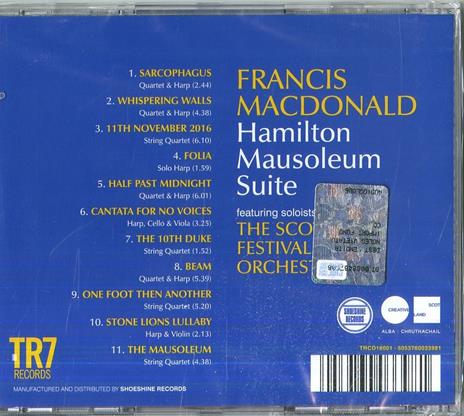 1. SARCOPHAGUS
Quartet & Harp (2.44)
2. WHISPERING WALLS
Quartet & Harp (4.38)
3. 11TH NOVEMBER 2016
String Quartet (6.10)
4. FOLIA
Solo Harp (1.59)
5. HALF PAST MIDNIGHT
Quartet & Harp (6.01)
6. CANTATA FOR NO VOICES
Harp, Cello & Viola (3.25)
7. THE 10TH DUKE
String Quartet (1.52)
8. BEAM
Quartet & Harp (5.39)
9. ONE FOOT THEN ANOTHER
String Quartet (5.20)
10. STONE LIONS LULLABY
Harp & Violin (2.13)
11. THE MAUSOLEUM
String Quartet (4.38)
FRANCIS
MACDONALD
Hamilton
Mausoleum
Suite
featuring soloists
THE SCO
FESTIVAL
ORCHEST
TR7
RECORDS
SHOESHINE
RECORDS
CREATIVE SCOT
LAND
ALBA | CHRUTHACHAIL
TRCD18001 - 5053760033981
MANUFACTURED AND DISTRIBUTED BY SHOESHINE RECORDS